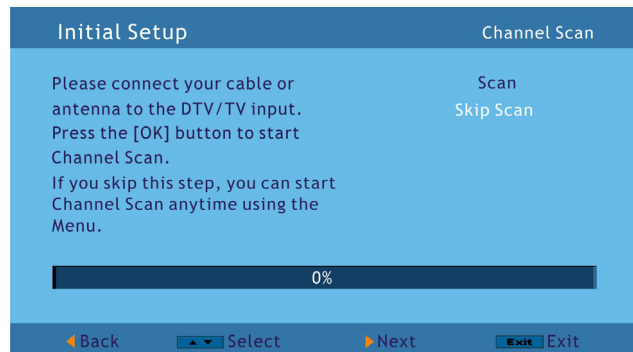 Initial Setup
Channel Scan
Please connect your cable or
antenna to the DTV/TV input.
Press the [OK] button to start
Channel Scan.
If you skip this step, you can start
Channel Scan anytime using the
Menu.
Scan
Skip Scan
0%
Back Select Next Exit Exit